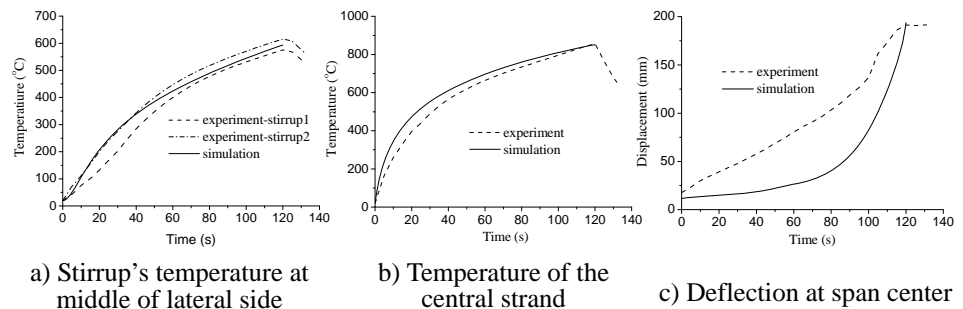 700
600
500
400
300
200
100
0
Temperatiure (°C)
experiment-stirrup1
experiment-stirrup2
simulation
0 20 40 60 80 100 120 140
Time (s)
a) Stirrup's temperature at
middle of lateral side
1000
800
600
400
200
0
Temperatiure (°C)
experiment
simulation
0 20 40 60 80 100 120 140
Time (s)
b) Temperature of the
central strand
200
150
100
50
0
Displacement (mm)
experiment
simulation
0 20 40 60 80 100 120 140
Time (s)
c) Deflection at span center